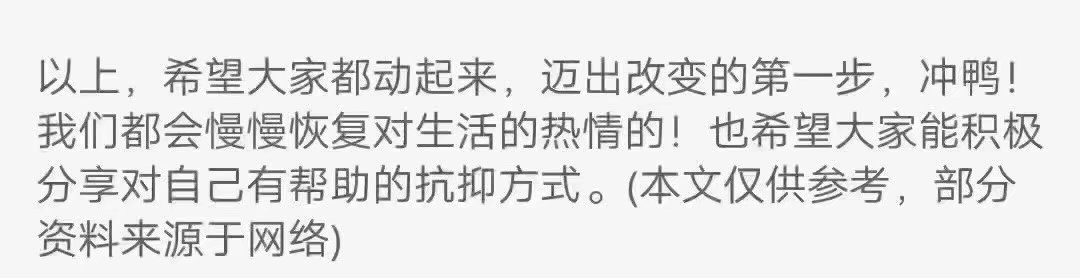 以上，希望大家都动起来，迈出改变的第一步，冲鸭！
我们都会慢慢恢复对生活的热情的！也希望大家能积极
分享对自己有帮助的抗抑方式。(本文仅供参考，部分
资料来源于网络)